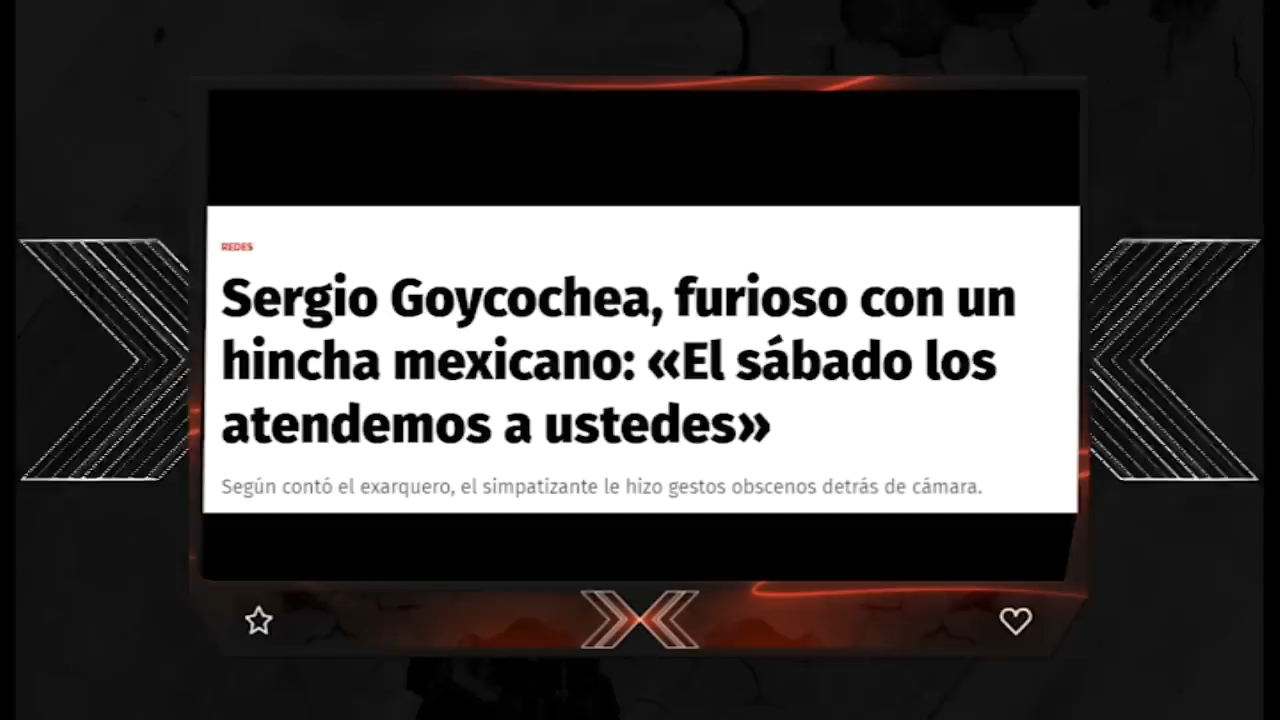 REDES
Sergio Goycochea, furioso con un
hincha mexicano: «El sábado los
atendemos a ustedes»
Según contó el exarquero, el simpatizante le hizo gestos obscenos detrás de cámara.